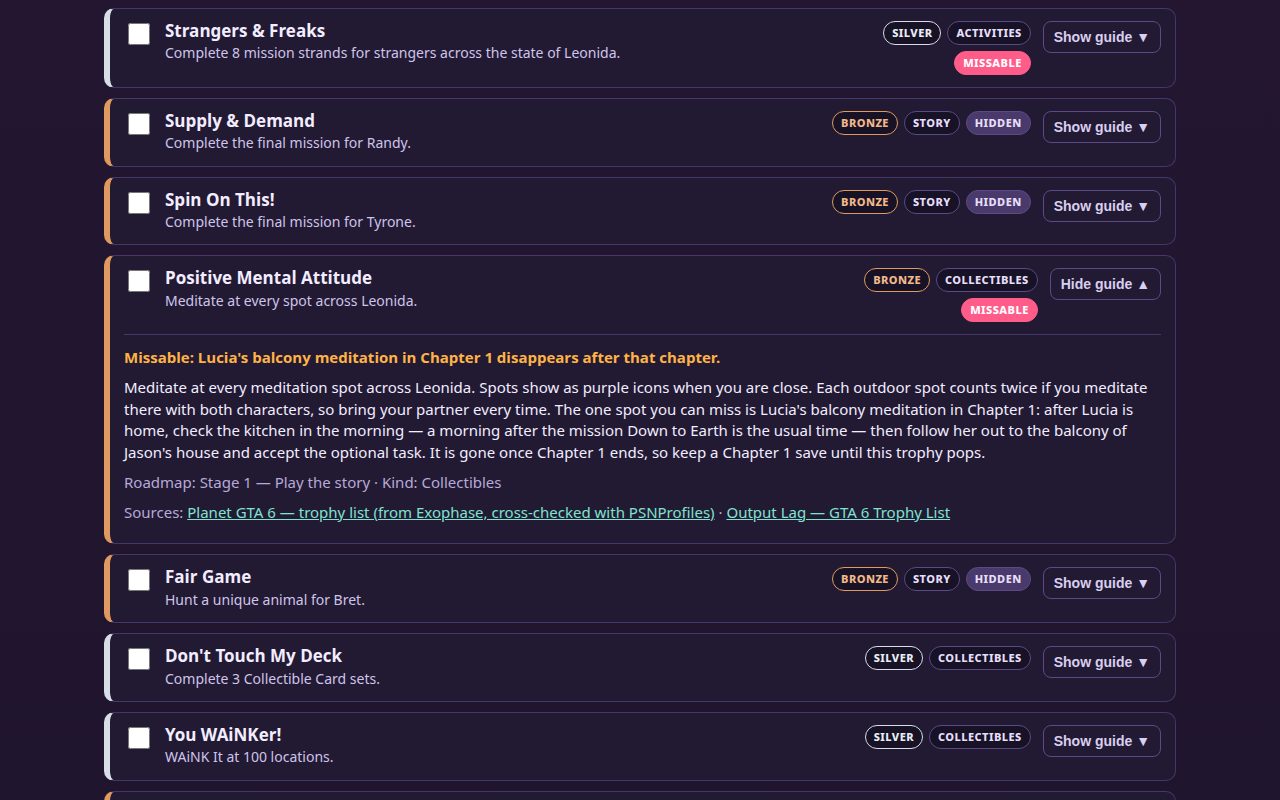 Strangers & Freaks
Complete 8 mission strands for strangers across the state of Leonida.
SILVER ACTIVITIES
MISSABLE
Show guide ▼
Supply & Demand
Complete the final mission for Randy.
BRONZE STORY HIDDEN
Show guide ▼
Spin On This!
Complete the final mission for Tyrone.
BRONZE STORY HIDDEN
Show guide ▼
Positive Mental Attitude
Meditate at every spot across Leonida.
BRONZE COLLECTIBLES
MISSABLE
Hide guide ▲
Missable: Lucia's balcony meditation in Chapter 1 disappears after that chapter.
Meditate at every meditation spot across Leonida. Spots show as purple icons when you are close. Each outdoor spot counts twice if you meditate
there with both characters, so bring your partner every time. The one spot you can miss is Lucia's balcony meditation in Chapter 1: after Lucia is
home, check the kitchen in the morning — a morning after the mission Down to Earth is the usual time — then follow her out to the balcony of
Jason's house and accept the optional task. It is gone once Chapter 1 ends, so keep a Chapter 1 save until this trophy pops.
Roadmap: Stage 1 — Play the story · Kind: Collectibles
Sources: Planet GTA 6 — trophy list (from Exophase, cross-checked with PSNProfiles) · Output Lag — GTA 6 Trophy List
Fair Game
Hunt a unique animal for Bret.
BRONZE STORY HIDDEN
Show guide ▼
Don't Touch My Deck
Complete 3 Collectible Card sets.
SILVER COLLECTIBLES
Show guide ▼
You WAiNKer!
WAiNK It at 100 locations.
SILVER COLLECTIBLES
Show guide ▼